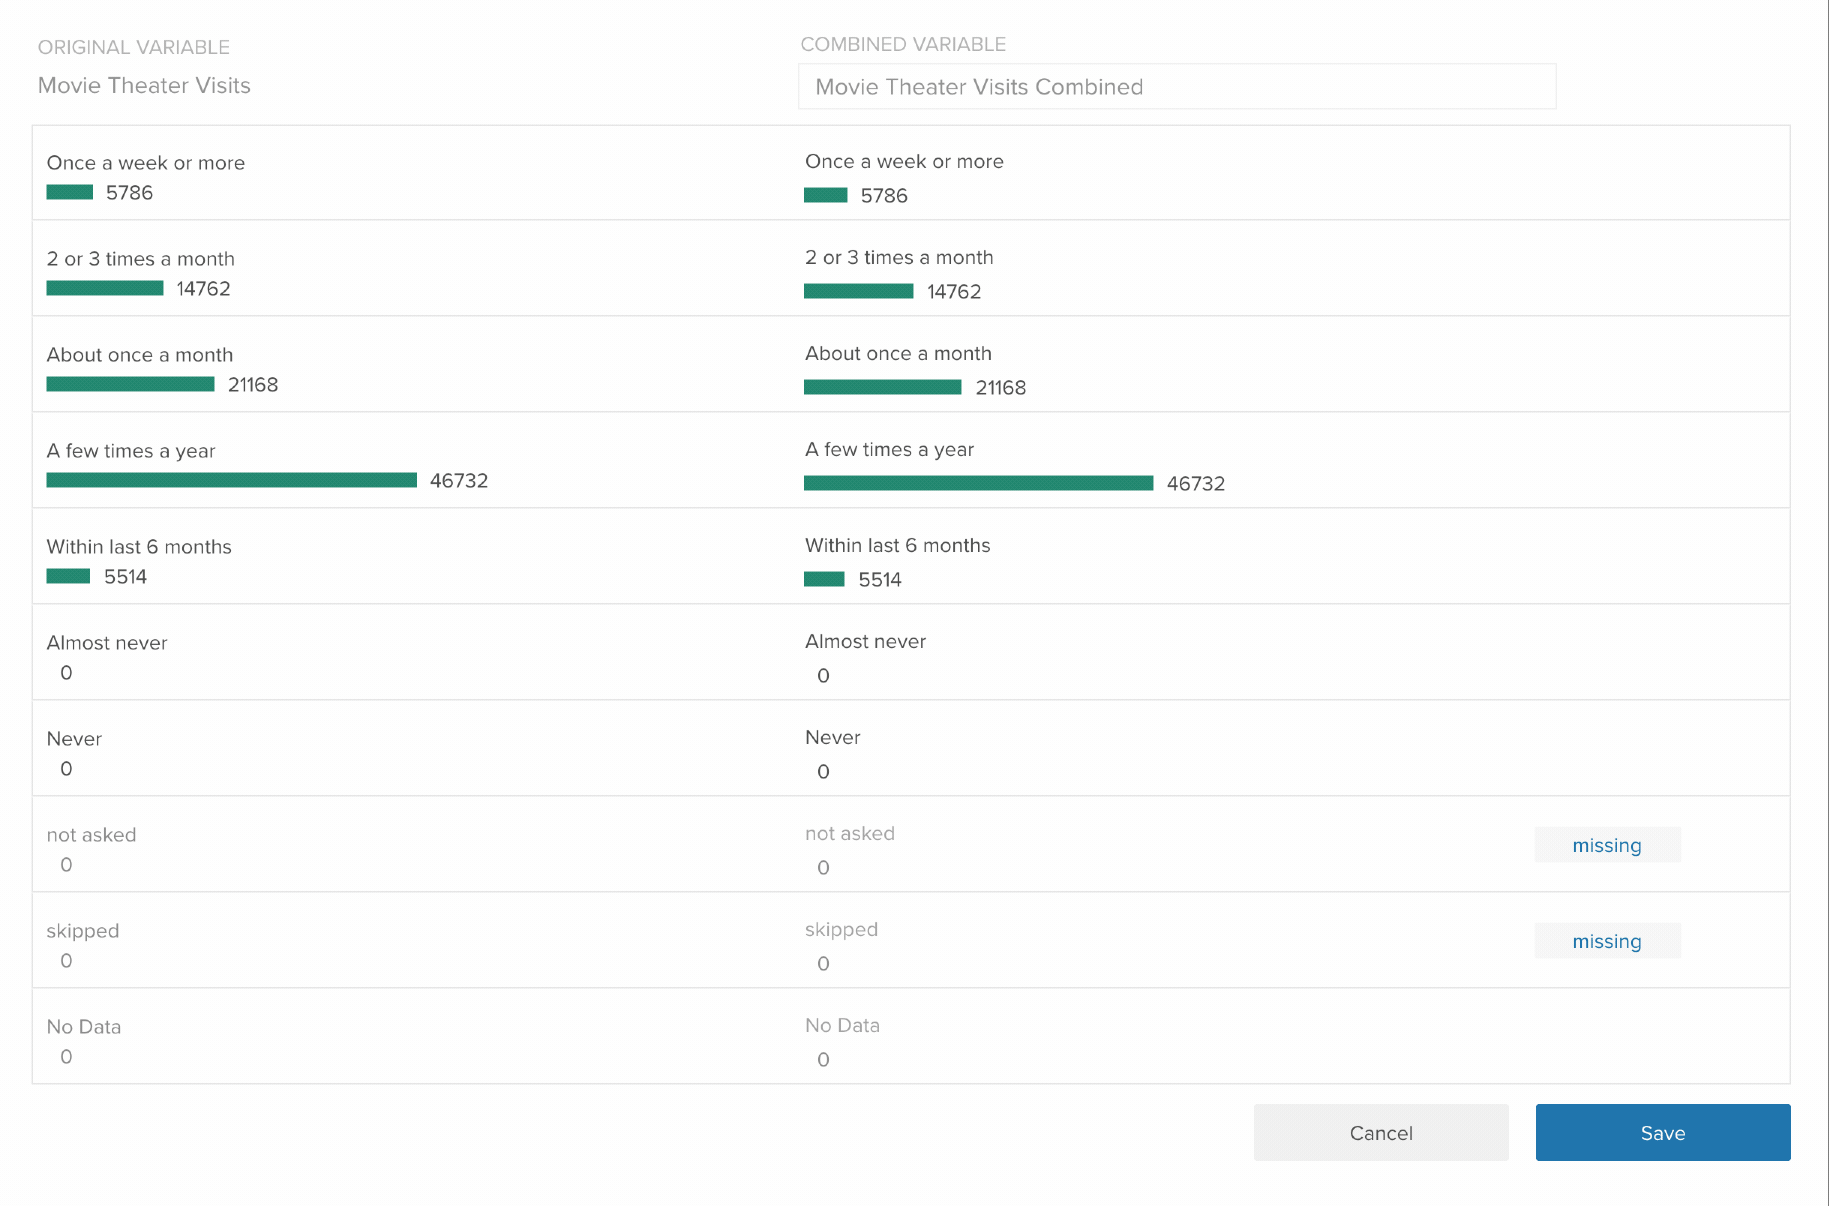 ORIGINAL VARIABLE
COMBINED VARIABLE
Movie Theater Visits
Movie Theater Visits Combined
Once a week or more
5786
Once a week or more
5786
2 or 3 times a month
14762
2 or 3 times a month
14762
About once a month
21168
About once a month
21168
A few times a year
46732
A few times a year
46732
Within last 6 months
5514
Within last 6 months
5514
Almost never
0
Almost never
0
Never
0
Never
0
not asked
0
not asked
0
missing
skipped
0
skipped
0
missing
No Data
0
No Data
0
Cancel
Save